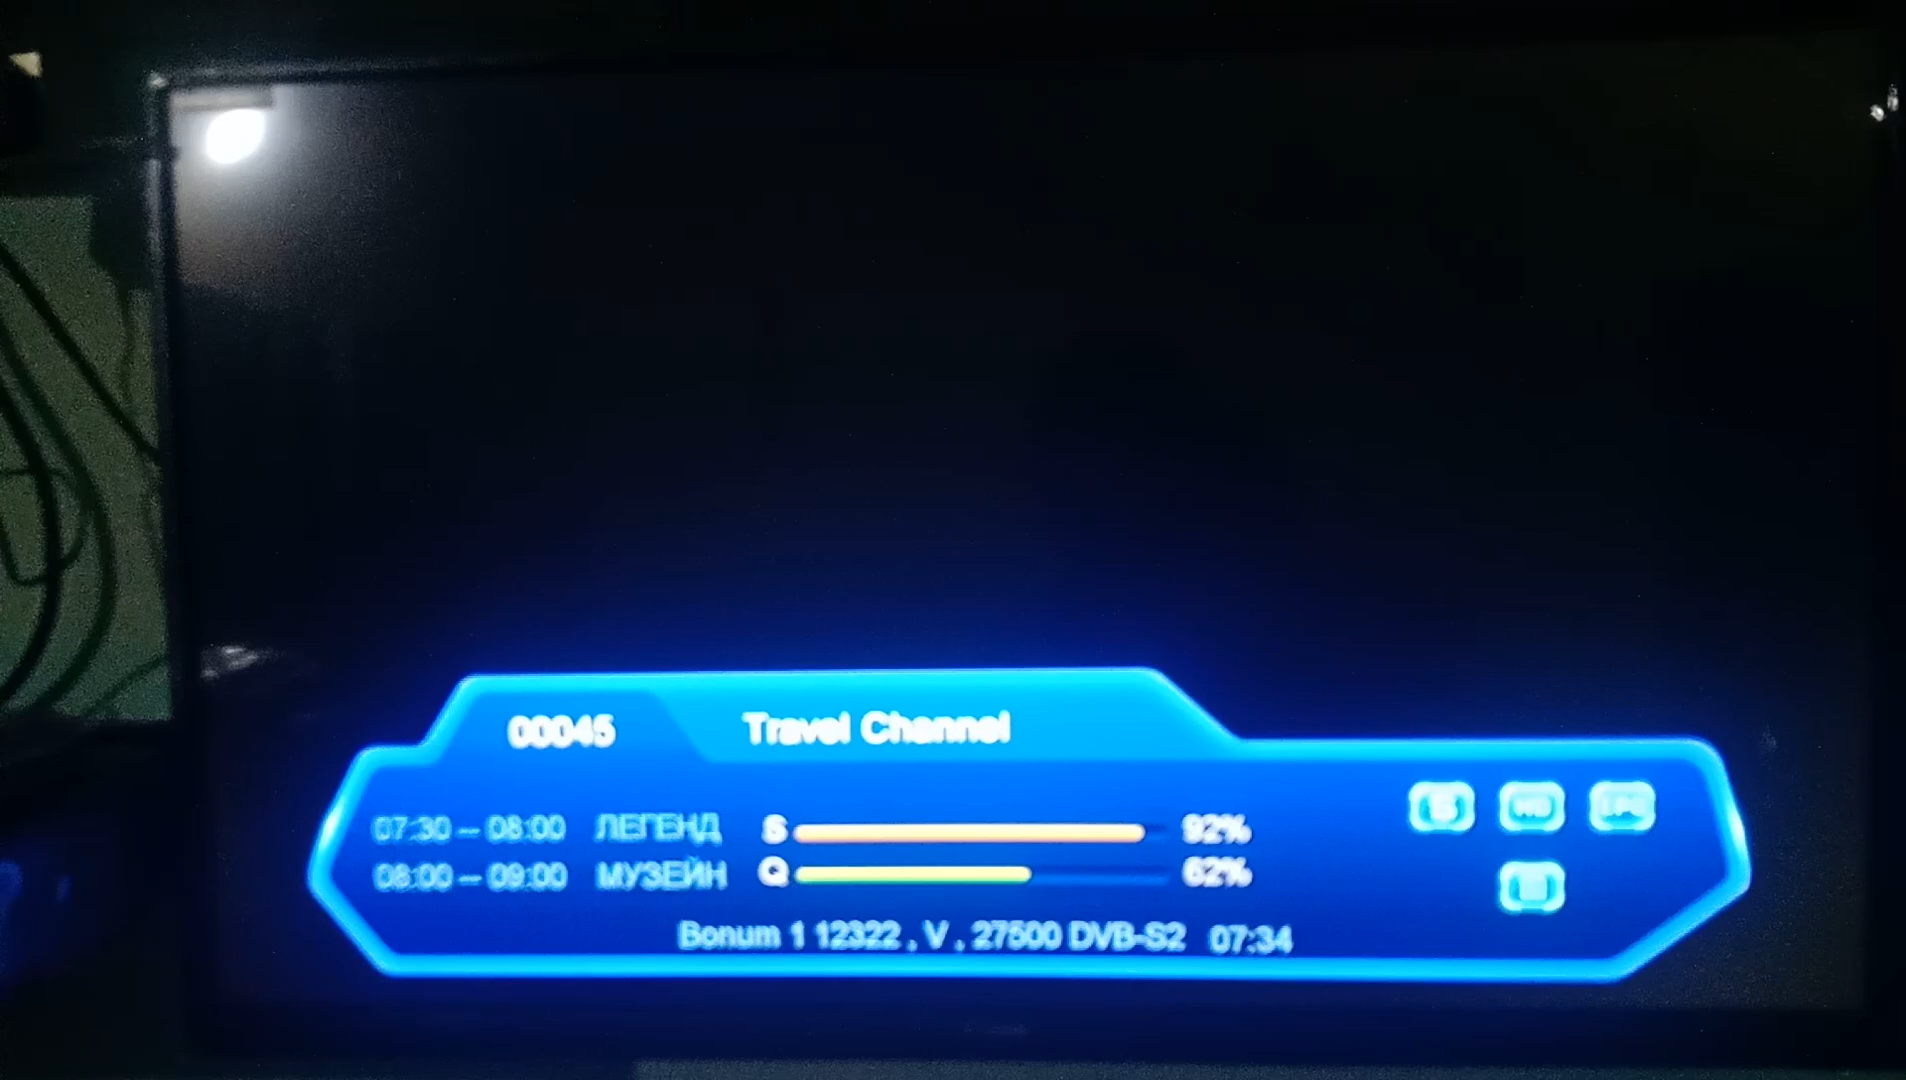 00045 Travel Channel
07:30 – 08:00 ЛЕГЕНД S 92%
08:00 – 09:00 МУЗЕЙН Q 62%
Bonum 1 12322 , V , 27500 DVB-S2 07:34